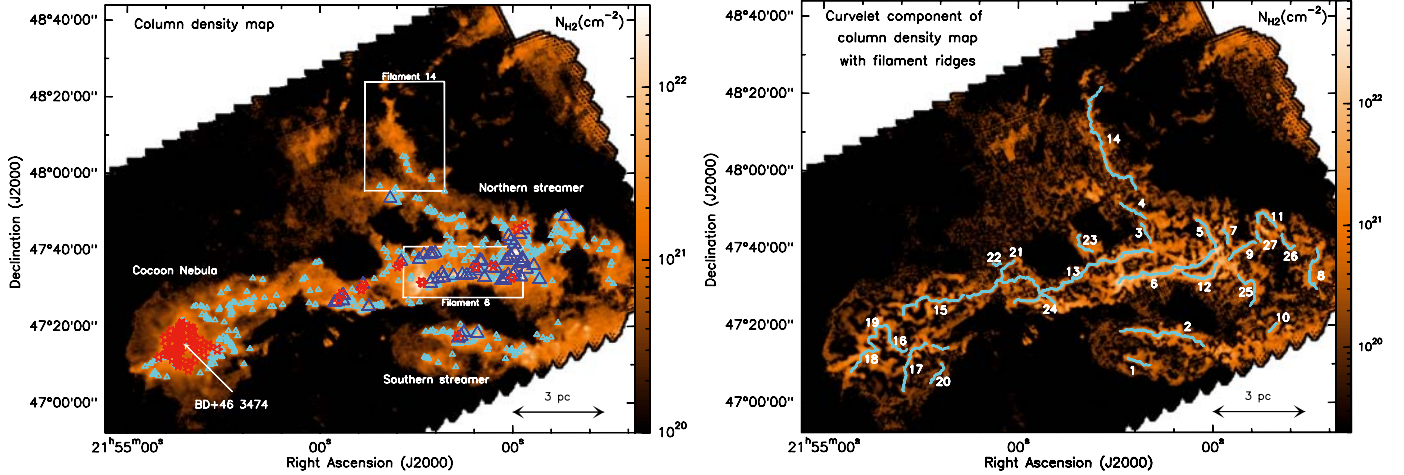 Column density map
N_H2(cm^-2)
Filament 14
Northern streamer
Cocoon Nebula
Filament 6
Southern streamer
BD+46 3474
3 pc
48°40'00"
48°20'00"
48°00'00"
47°40'00"
47°20'00"
47°00'00"
Declination (J2000)
21^h55^m00^s
00^s
00^s
Right Ascension (J2000)
10^22
10^21
10^20
Curvelet component of
column density map
with filament ridges
N_H2(cm^-2)
14
4
3
5
7
11
27
26
9
8
23
21
22
13
6
12
25
15
24
10
2
19
16
18
17
20
1
3 pc
48°40'00"
48°20'00"
48°00'00"
47°40'00"
47°20'00"
47°00'00"
Declination (J2000)
21^h55^m00^s
00^s
00^s
Right Ascension (J2000)
10^22
10^21
10^20